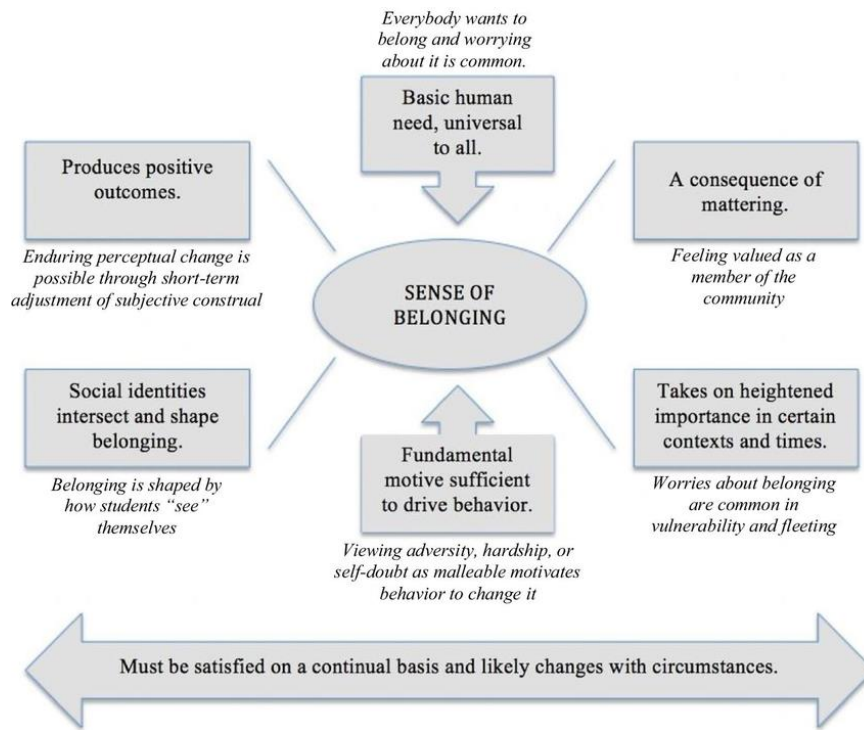 Everybody wants to
belong and worrying
about it is common.
Basic human
need, universal
to all.
Produces positive
outcomes.
Enduring perceptual change is
possible through short-term
adjustment of subjective construal
A consequence of
mattering.
Feeling valued as a
member of the
community
SENSE OF
BELONGING
Social identities
intersect and shape
belonging.
Belonging is shaped by
how students “see”
themselves
Fundamental
motive sufficient
to drive behavior.
Viewing adversity, hardship, or
self-doubt as malleable motivates
behavior to change it
Takes on heightened
importance in certain
contexts and times.
Worries about belonging
are common in
vulnerability and fleeting
Must be satisfied on a continual basis and likely changes with circumstances.